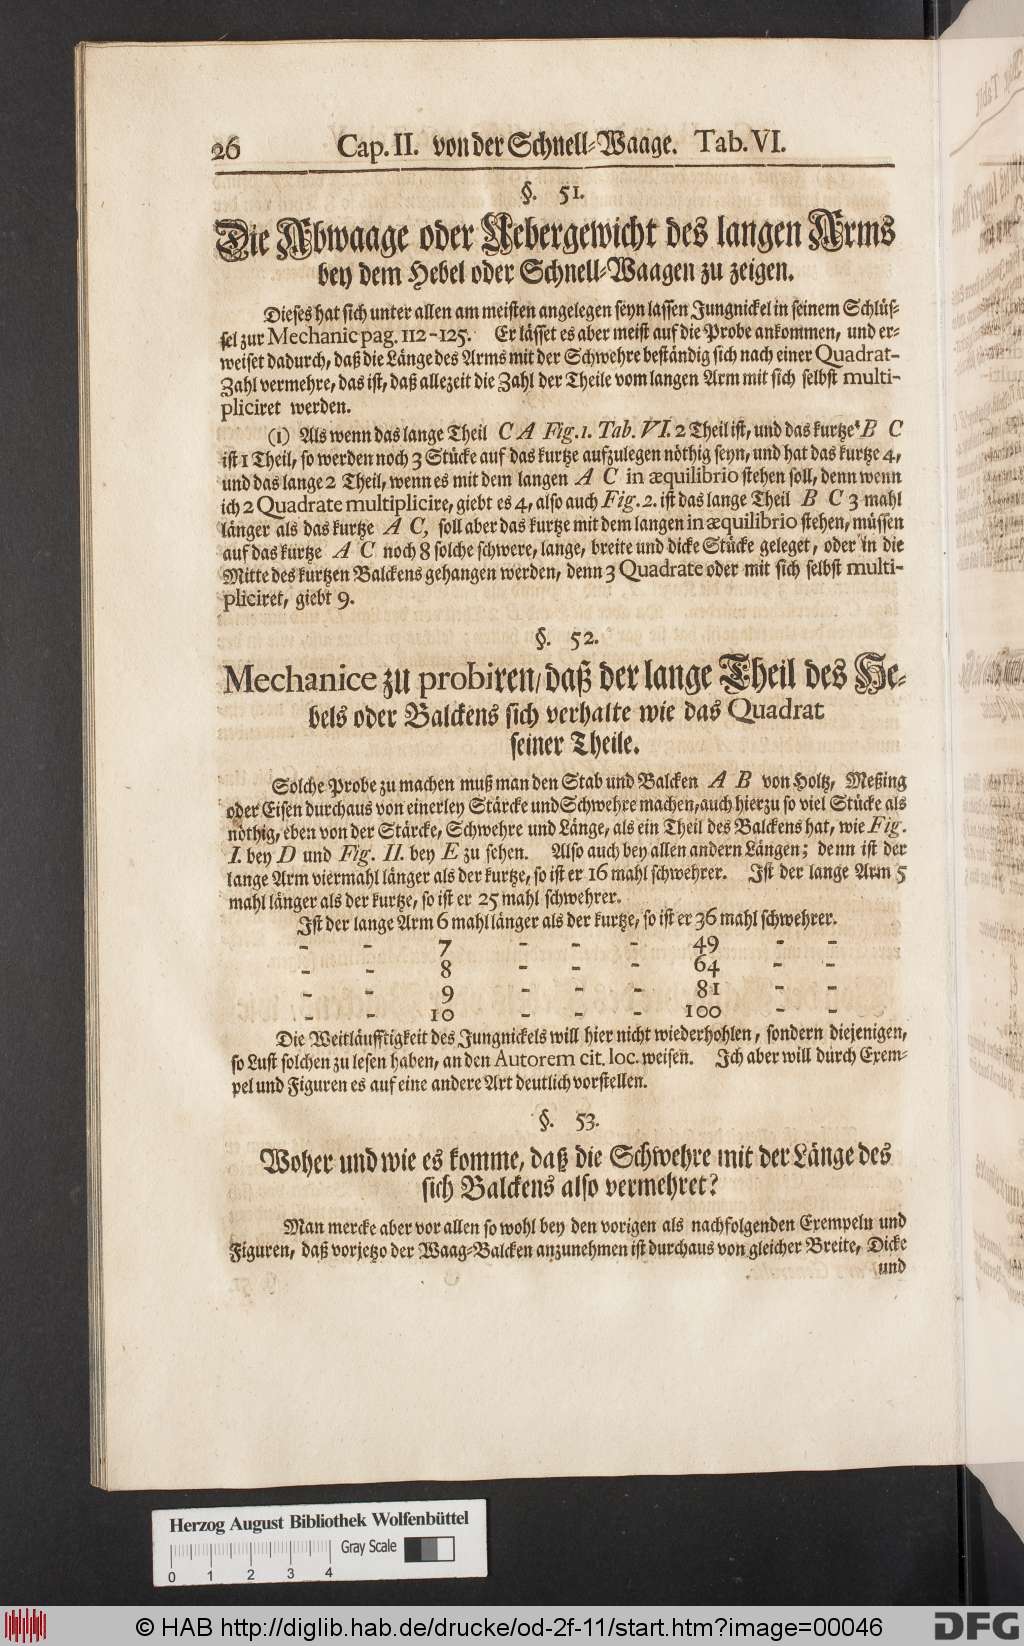 26 Cap. II. von der Schnell-Waage. Tab. VI.
§. 51.
Die Abwaage oder Uebergewicht des langen Arms
bey dem Hebel oder Schnell-Waagen zu zeigen.
Dieses hat sich unter allen am meisten angelegen seyn lassen Jungnickel in seinem Schlüs-
sel zur Mechanic pag. 112-125. Er lässet es aber meist auf die Probe ankommen, und er-
weiset dadurch, daß die Länge des Arms mit der Schwehre beständig sich nach einer Quadrat-
Zahl vermehre, das ist, daß allezeit die Zahl der Theile vom langen Arm mit sich selbst multi-
pliciret werden.
(1) Als wenn das lange Theil C A Fig. 1. Tab. VI. 2 Theil ist, und das kurtze B C
ist 1 Theil, so werden noch 3 Stücke auf das kurtze aufzulegen nöthig seyn, und hat das kurtze 4,
und das lange 2 Theil, wenn es mit dem langen A C in æquilibrio stehen soll, denn wenn
ich 2 Quadrate multiplicire, giebt es 4, also auch Fig. 2. ist das lange Theil B C 3 mahl
länger als das kurtze A C, soll aber das kurtze mit dem langen in æquilibrio stehen, müssen
auf das kürtze A C noch 8 solche schwere, lange, breite und dicke Stücke geleget, oder in die
Mitte des kurtzen Balckens gehangen werden, denn 3 Quadrate oder mit sich selbst multi-
pliciret, giebt 9.
§. 52.
Mechanice zu probiren, daß der lange Theil des He-
bels oder Balckens sich verhalte wie das Quadrat
seiner Theile.
Solche Probe zu machen muß man den Stab und Balcken A B von Holtz, Meßing
oder Eisen durchaus von einerley Stärcke und Schwehre machen, auch hierzu so viel Stücke als
nöthig, eben von der Stärcke, Schwehre und Länge, als ein Theil des Balckens hat, wie Fig.
I. bey D und Fig. II. bey E zu sehen. Also auch bey allen andern Längen; denn ist der
lange Arm viermahl länger als der kurtze, so ist er 16 mahl schwehrer. Ist der lange Arm 5
mahl länger als der kurtze, so ist er 25 mahl schwehrer.
Ist der lange Arm 6 mahl länger als der kurtze, so ist er 36 mahl schwehrer.
- - 7 - - - 49 - -
- - 8 - - - 64 - -
- - 9 - - - 81 - -
- - 10 - - - 100 - -
Die Weitläufftigkeit des Jungnickels will hier nicht wiederhohlen, sondern diejenigen,
so Lust solchen zu lesen haben, an den Autorem cit. loc. weisen. Ich aber will durch Exem-
pel und Figuren es auf eine andere Art deutlich vorstellen.
§. 53.
Woher und wie es komme, daß die Schwehre mit der Länge des
sich Balckens also vermehret?
Man mercke aber vor allen so wohl bey den vorigen als nachfolgenden Exempeln und
Figuren, daß vorjetzo der Waag-Balcken anzunehmen ist durchaus von gleicher Breite, Dicke
und
Herzog August Bibliothek Wolfenbüttel
Gray Scale
0 1 2 3 4
© HAB http://diglib.hab.de/drucke/od-2f-11/start.htm?image=00046
DFG